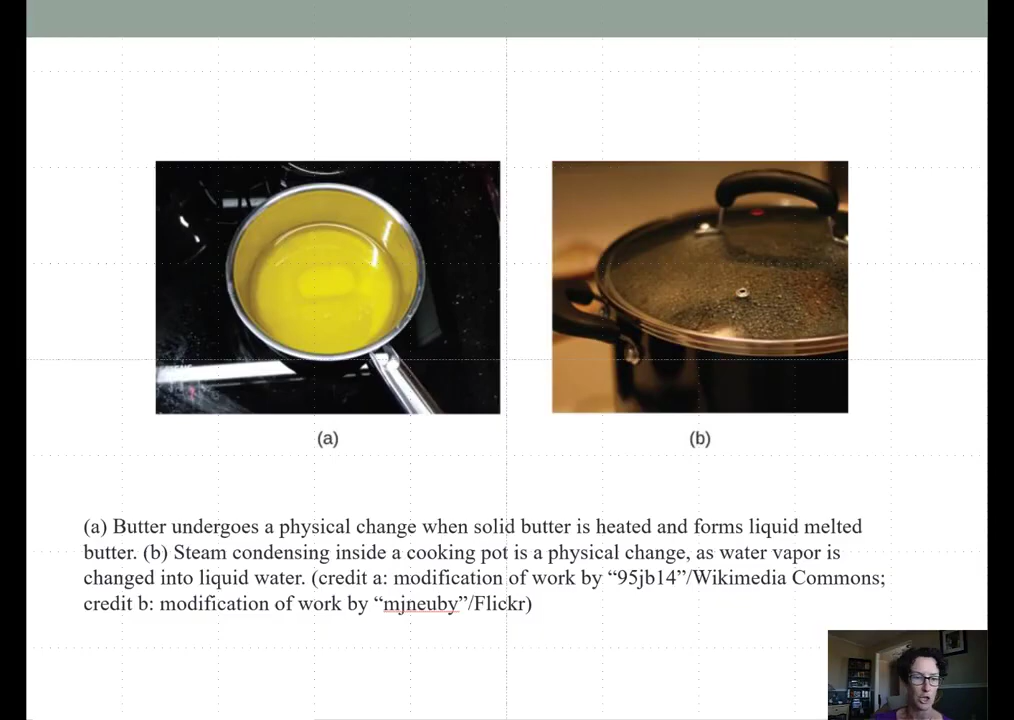 (a)
(b)
(a) Butter undergoes a physical change when solid butter is heated and forms liquid melted
butter. (b) Steam condensing inside a cooking pot is a physical change, as water vapor is
changed into liquid water. (credit a: modification of work by “95jb14”/Wikimedia Commons;
credit b: modification of work by “mjneuby”/Flickr)